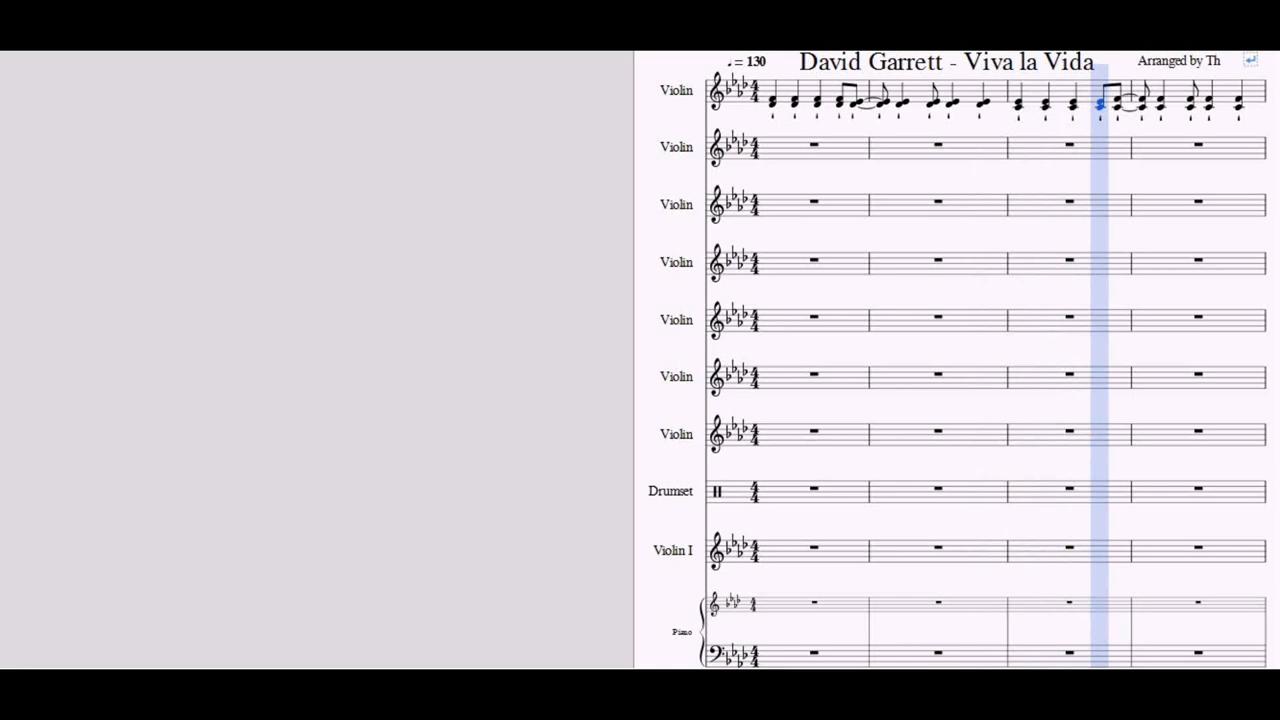 David Garrett - Viva la Vida
♩ = 130
Arranged by Th
Violin
Violin
Violin
Violin
Violin
Violin
Violin
Drumset
Violin I
Piano